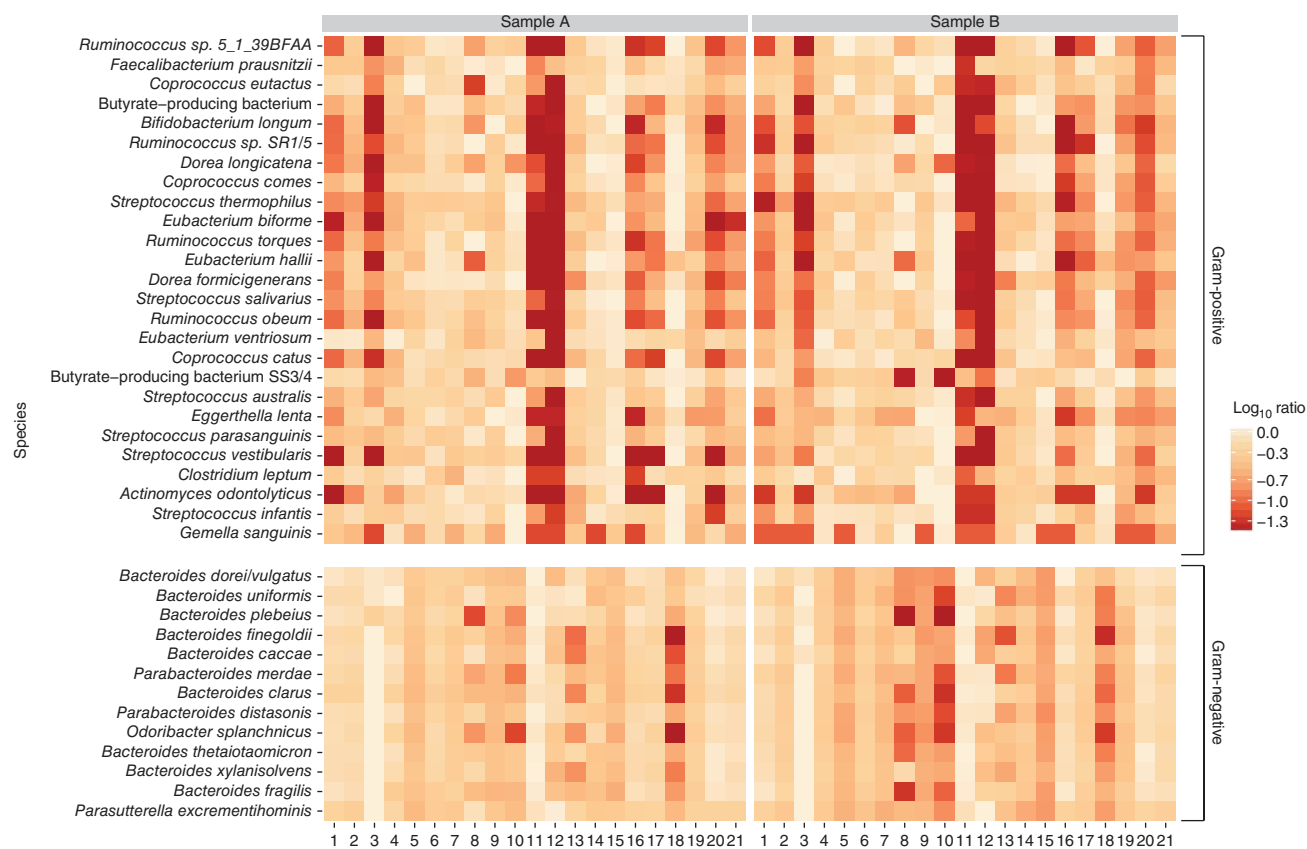 Sample A
Sample B
Species
Ruminococcus sp. 5_1_39BFAA
Faecalibacterium prausnitzii
Coprococcus eutactus
Butyrate–producing bacterium
Bifidobacterium longum
Ruminococcus sp. SR1/5
Dorea longicatena
Coprococcus comes
Streptococcus thermophilus
Eubacterium biforme
Ruminococcus torques
Eubacterium hallii
Dorea formicigenerans
Streptococcus salivarius
Ruminococcus obeum
Eubacterium ventriosum
Coprococcus catus
Butyrate–producing bacterium SS3/4
Streptococcus australis
Eggerthella lenta
Streptococcus parasanguinis
Streptococcus vestibularis
Clostridium leptum
Actinomyces odontolyticus
Streptococcus infantis
Gemella sanguinis
Gram-positive
Bacteroides dorei/vulgatus
Bacteroides uniformis
Bacteroides plebeius
Bacteroides finegoldii
Bacteroides caccae
Parabacteroides merdae
Bacteroides clarus
Parabacteroides distasonis
Odoribacter splanchnicus
Bacteroides thetaiotaomicron
Bacteroides xylanisolvens
Bacteroides fragilis
Parasutterella excrementihominis
Gram-negative
1 2 3 4 5 6 7 8 9 10 11 12 13 14 15 16 17 18 19 20 21
1 2 3 4 5 6 7 8 9 10 11 12 13 14 15 16 17 18 19 20 21
Log10 ratio
0.0
−0.3
−0.7
−1.0
−1.3